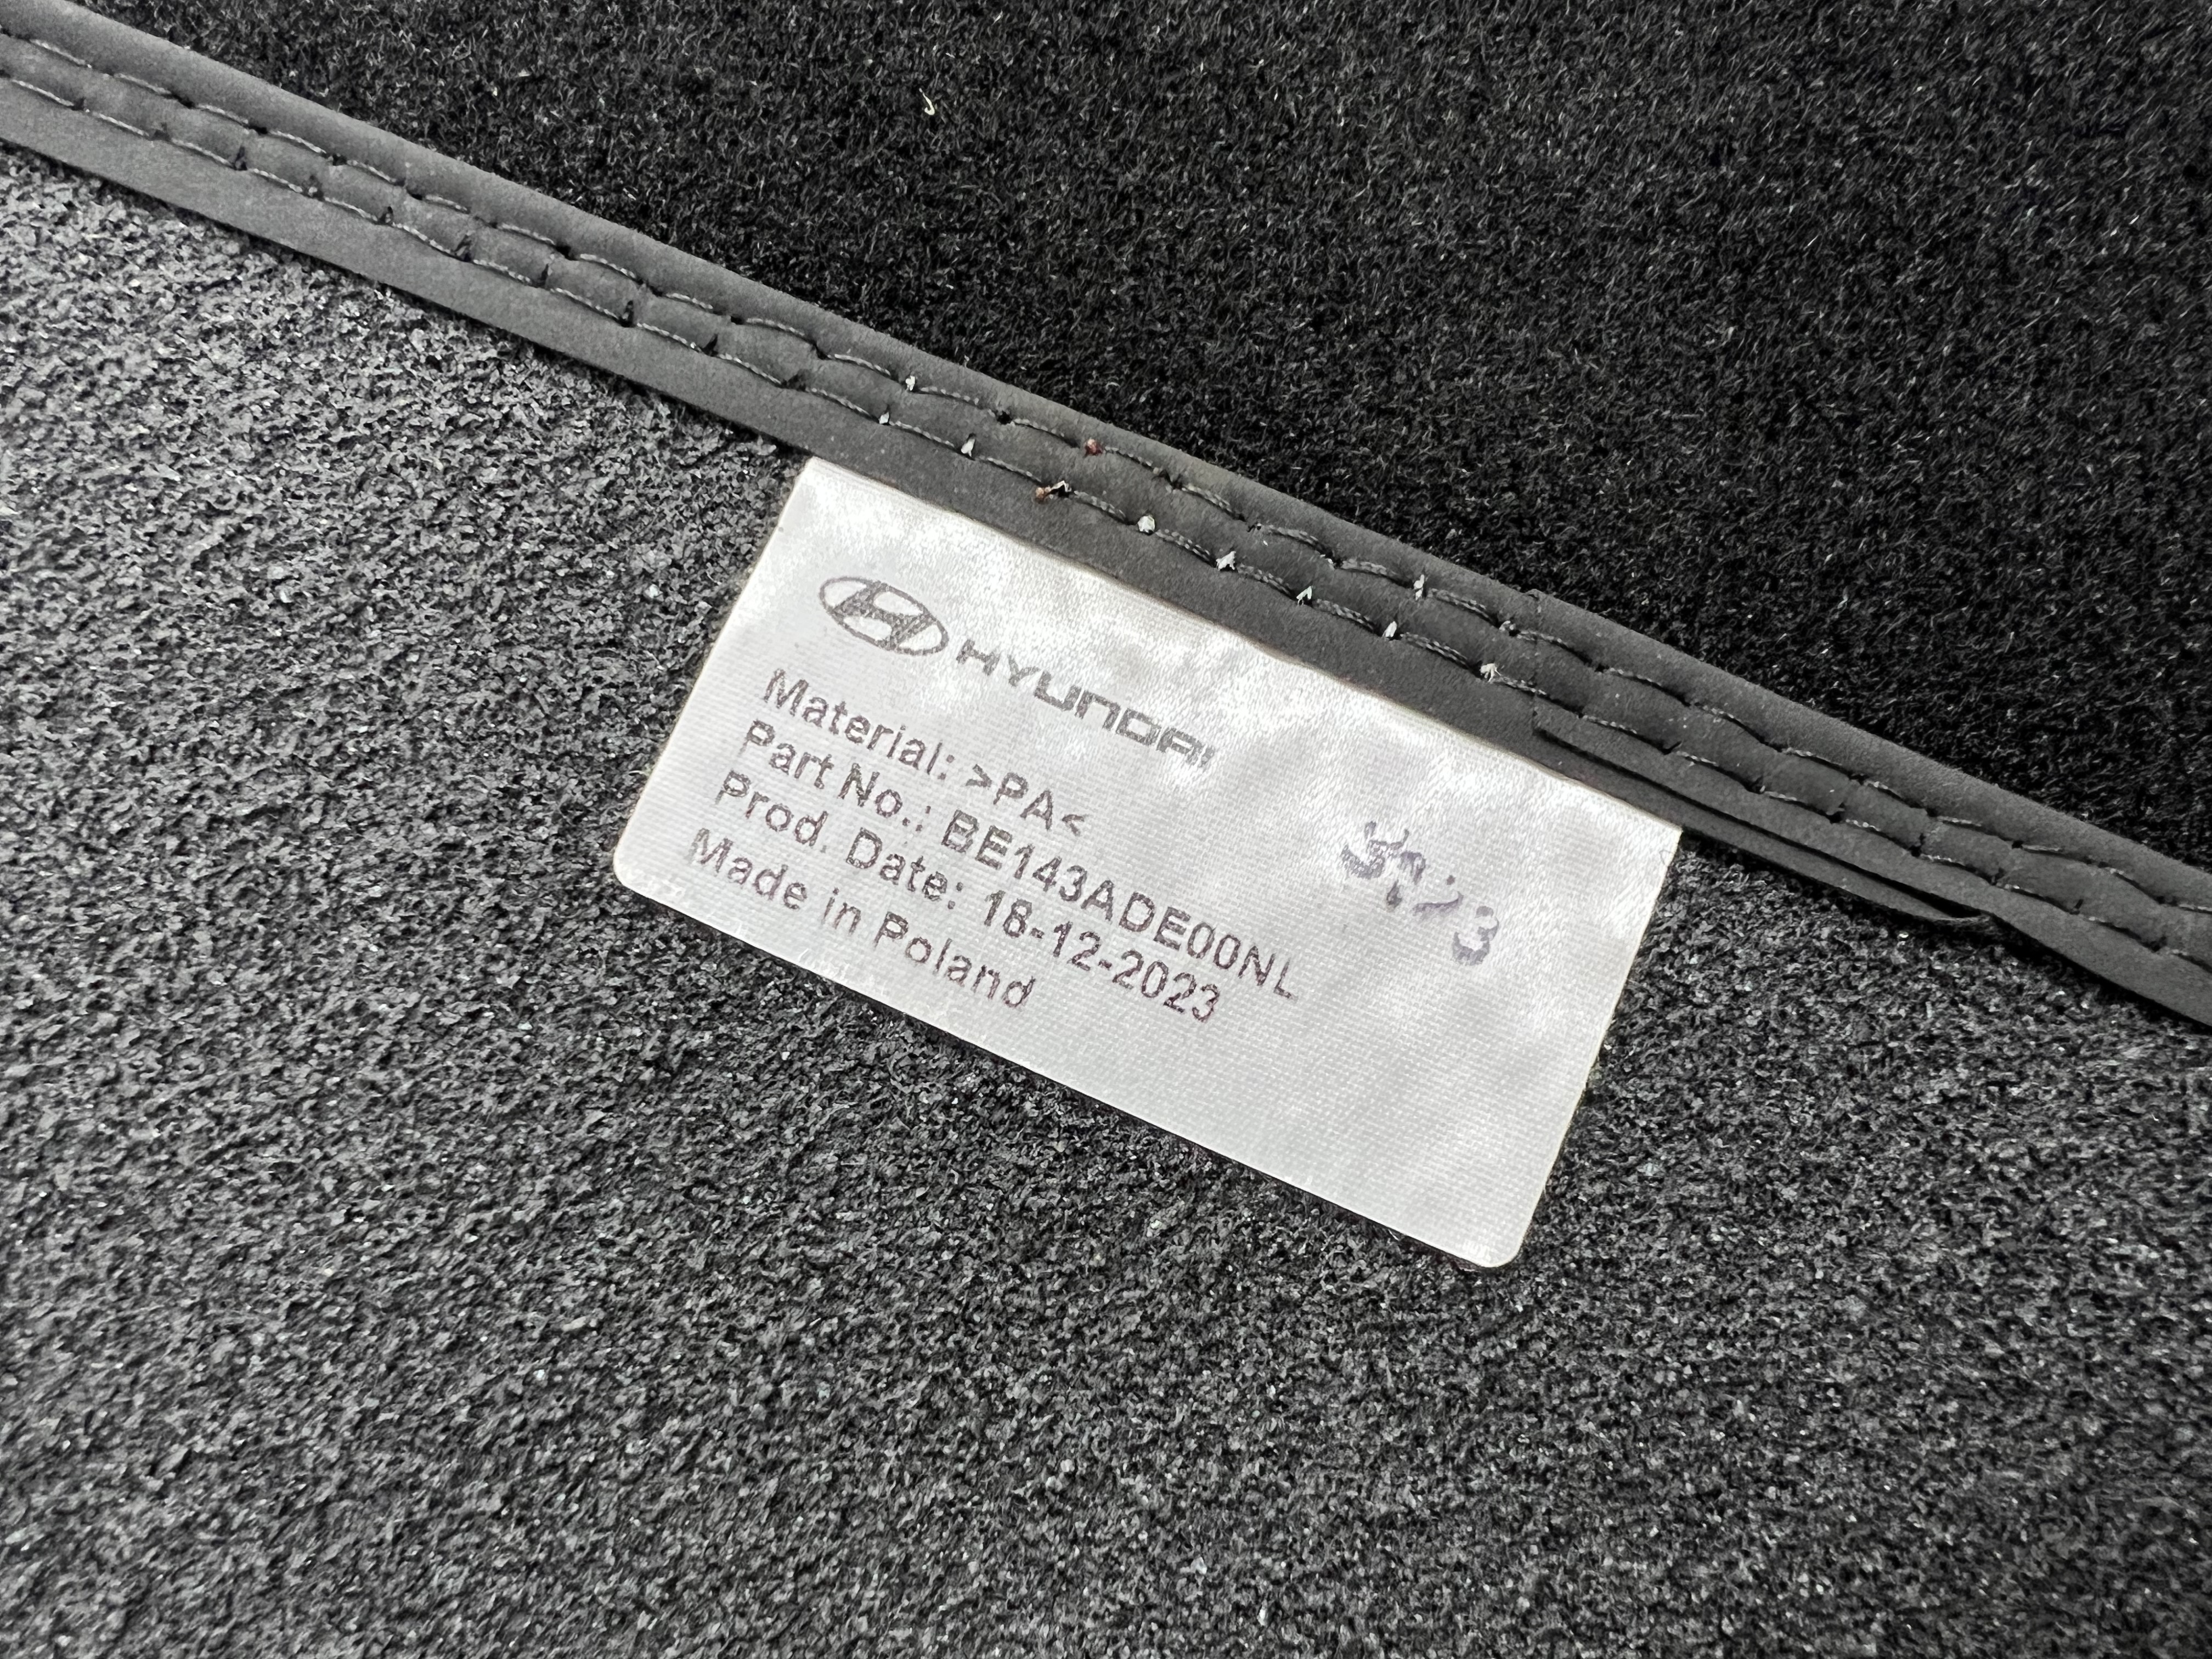 HYUNDAI
Material: >PA<
Part No.: BE143ADE00NL
Prod. Date: 18-12-2023
Made in Poland